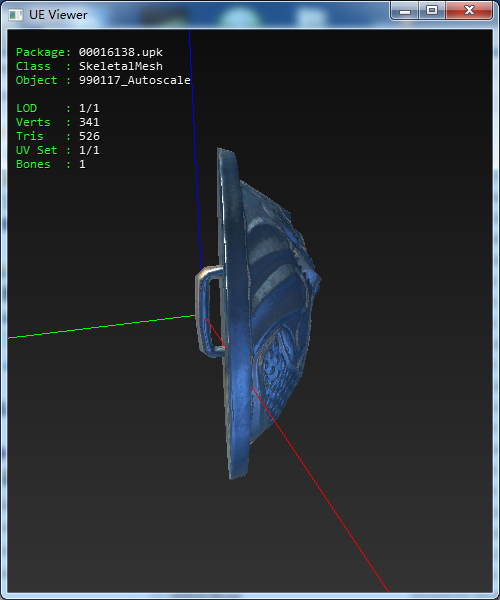 UE Viewer
Package: 00016138.upk
Class : SkeletalMesh
Object : 990117_Autoscale
LOD : 1/1
Verts : 341
Tris : 526
UV Set : 1/1
Bones : 1